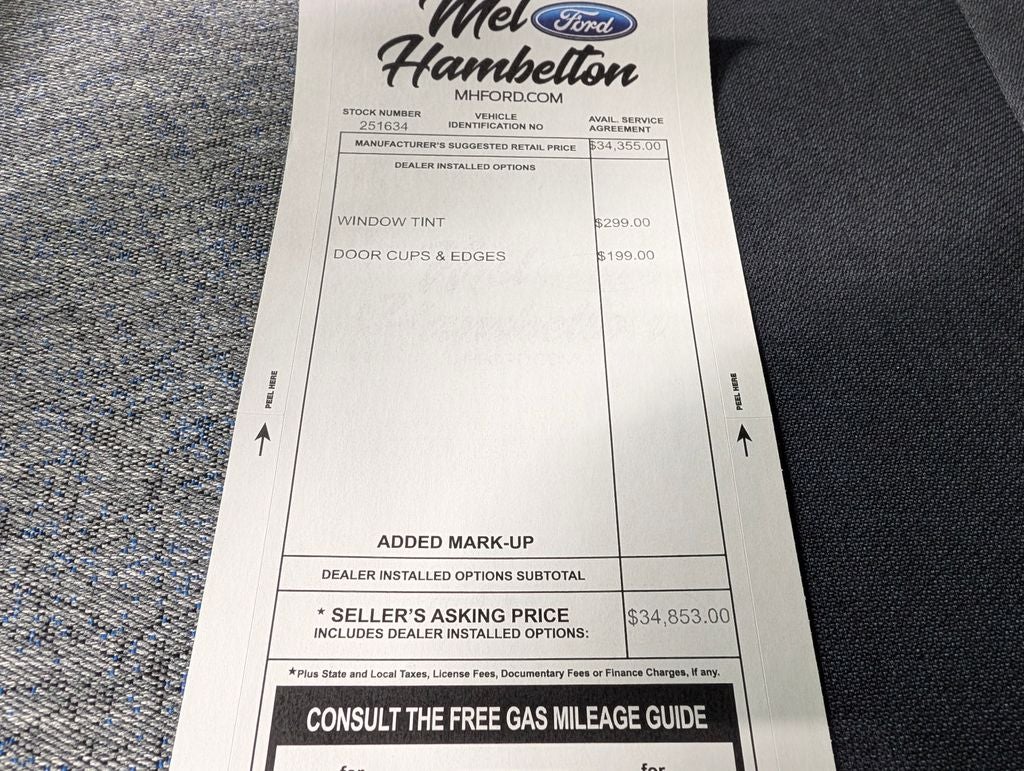 Mel Ford
Hambelton
MHFORD.COM
STOCK NUMBER
251634
VEHICLE
IDENTIFICATION NO
AVAIL. SERVICE
AGREEMENT
MANUFACTURER'S SUGGESTED RETAIL PRICE $34,355.00
DEALER INSTALLED OPTIONS
WINDOW TINT $299.00
DOOR CUPS & EDGES $199.00
PEEL HERE
PEEL HERE
ADDED MARK-UP
DEALER INSTALLED OPTIONS SUBTOTAL
* SELLER'S ASKING PRICE $34,853.00
INCLUDES DEALER INSTALLED OPTIONS:
*Plus State and Local Taxes, License Fees, Documentary Fees or Finance Charges, If any.
CONSULT THE FREE GAS MILEAGE GUIDE
for for